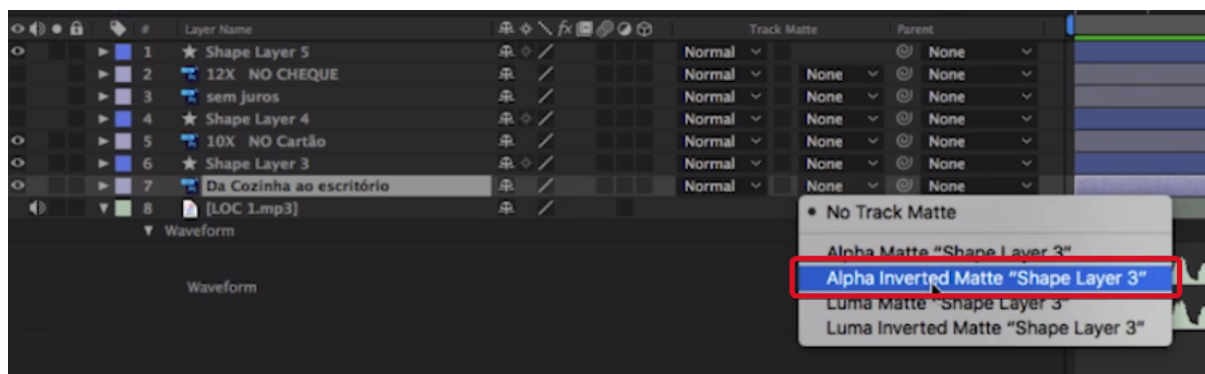 # Layer Name fx Track Matte Parent
1 Shape Layer 5 Normal None
2 12X NO CHEQUE Normal None None
3 sem juros Normal None None
4 Shape Layer 4 Normal None None
5 10X NO Cartão Normal None None
6 Shape Layer 3 Normal None None
7 Da Cozinha ao escritório Normal None None
8 [LOC 1.mp3]
No Track Matte
Waveform
Alpha Matte “Shape Layer 3”
Alpha Inverted Matte “Shape Layer 3”
Waveform
Luma Matte “Shape Layer 3”
Luma Inverted Matte “Shape Layer 3”